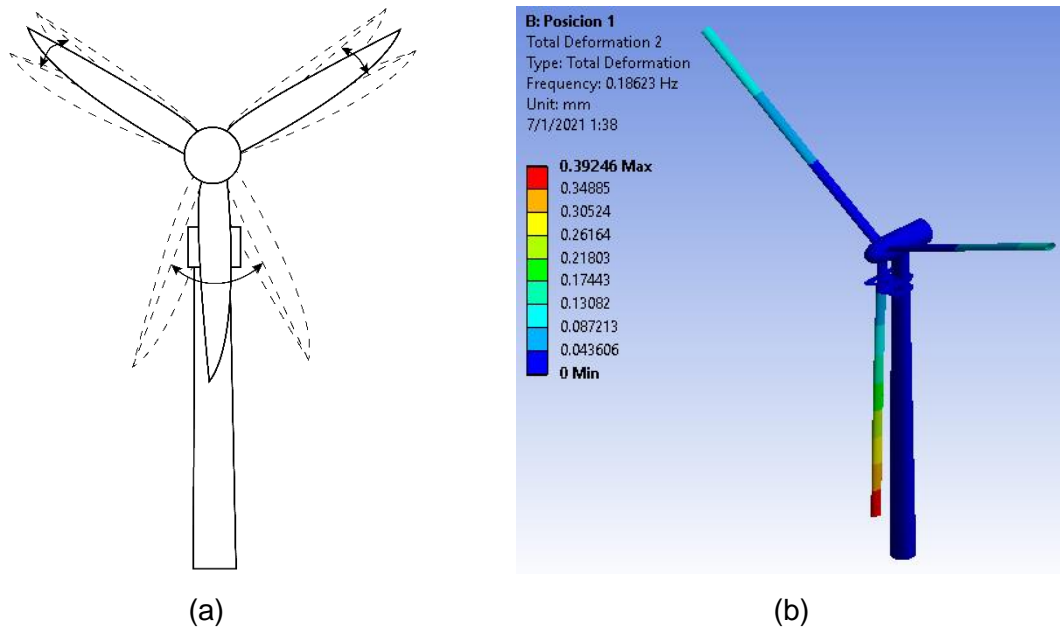 B: Posicion 1
Total Deformation 2
Type: Total Deformation
Frequency: 0.18623 Hz
Unit: mm
7/1/2021 1:38
0.39246 Max
0.34885
0.30524
0.26164
0.21803
0.17443
0.13082
0.087213
0.043606
0 Min
(a)
(b)